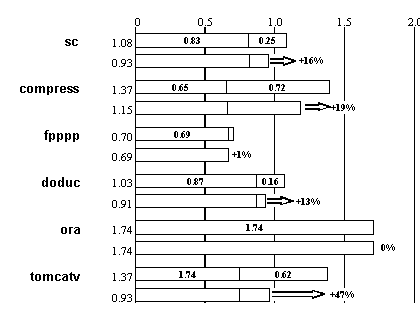 0 0.5 1.0 1.5 2.0
sc 1.08 0.83 0.25
0.93 +16%
compress 1.37 0.65 0.72
1.15 +19%
fpppp 0.70 0.69
0.69 +1%
doduc 1.03 0.87 0.16
0.91 +13%
ora 1.74 1.74
1.74 0%
tomcatv 1.37 1.74 0.62
0.93 +47%